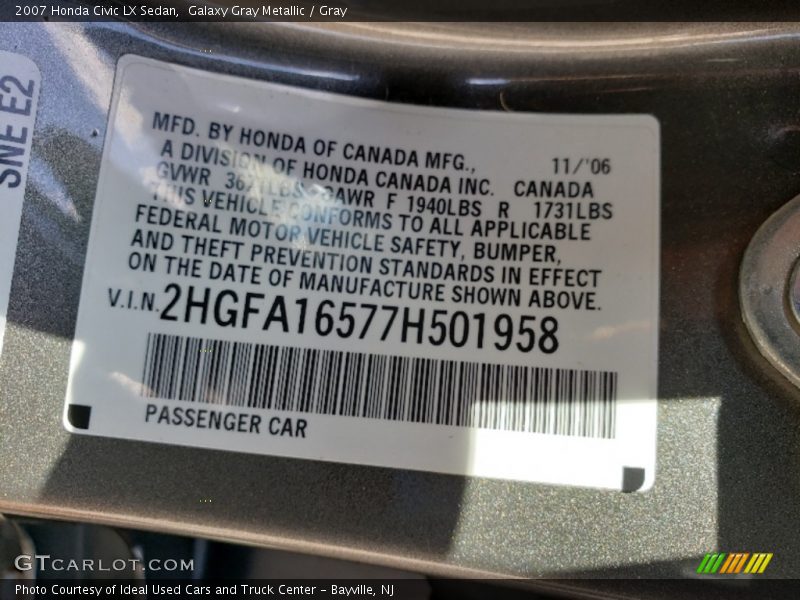 2007 Honda Civic LX Sedan,  Galaxy Gray Metallic / Gray
SNE E2
MFD. BY HONDA OF CANADA MFG., 11/'06
A DIVISION OF HONDA CANADA INC. CANADA
GVWR 3671LBS GAWR F 1940LBS R 1731LBS
THIS VEHICLE CONFORMS TO ALL APPLICABLE
FEDERAL MOTOR VEHICLE SAFETY, BUMPER,
AND THEFT PREVENTION STANDARDS IN EFFECT
ON THE DATE OF MANUFACTURE SHOWN ABOVE.
V.I.N. 2HGFA16577H501958
PASSENGER CAR
GTCARLOT.COM
Photo Courtesy of Ideal Used Cars and Truck Center – Bayville, NJ